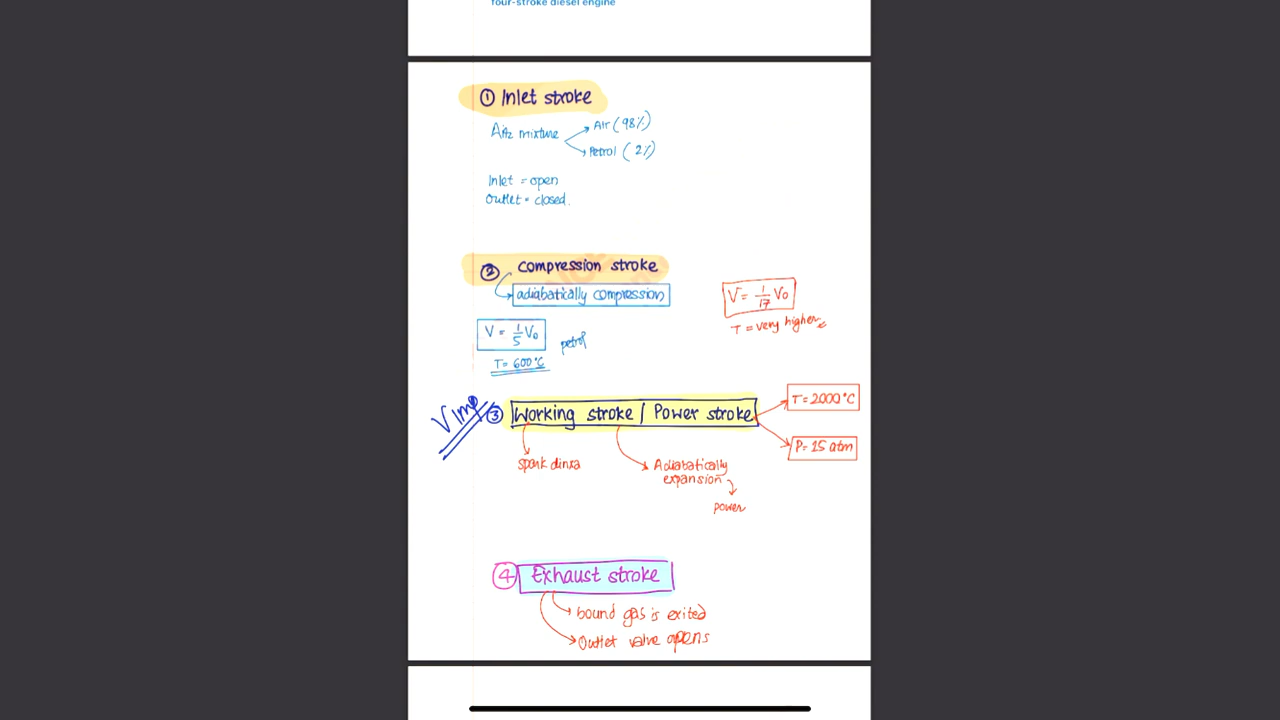 four-stroke diesel engine
① Inlet stroke
Air mixture
Air (98%)
Petrol (2%)
Inlet = open
Outlet = closed.
② compression stroke
adiabatically compression
V = 1/17 V₀
T = very higher
V = 1/5 V₀ petrol
T = 600°C
V Imp ③ Working stroke / Power stroke
T = 2000°C
P = 15 atm
spark
Adiabatically
expansion
power
④ Exhaust stroke
bound gas is exited
Outlet valve opens